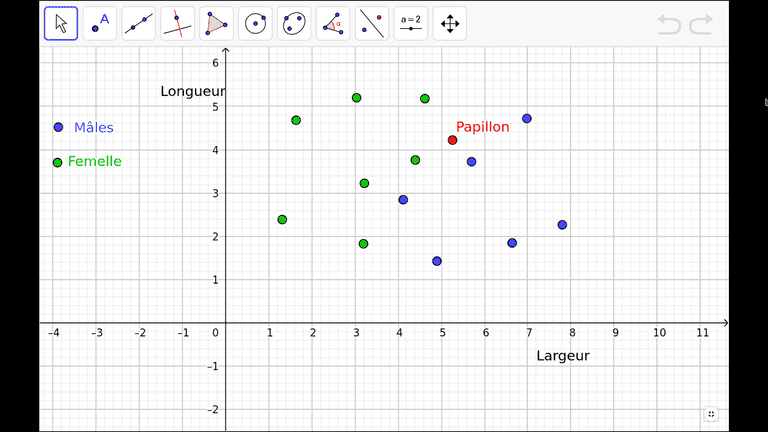 A
α
a = 2
6
Longueur
5
Mâles
Papillon
4
Femelle
3
2
1
−4 −3 −2 −1 0 1 2 3 4 5 6 7 8 9 10 11
Largeur
−1
−2